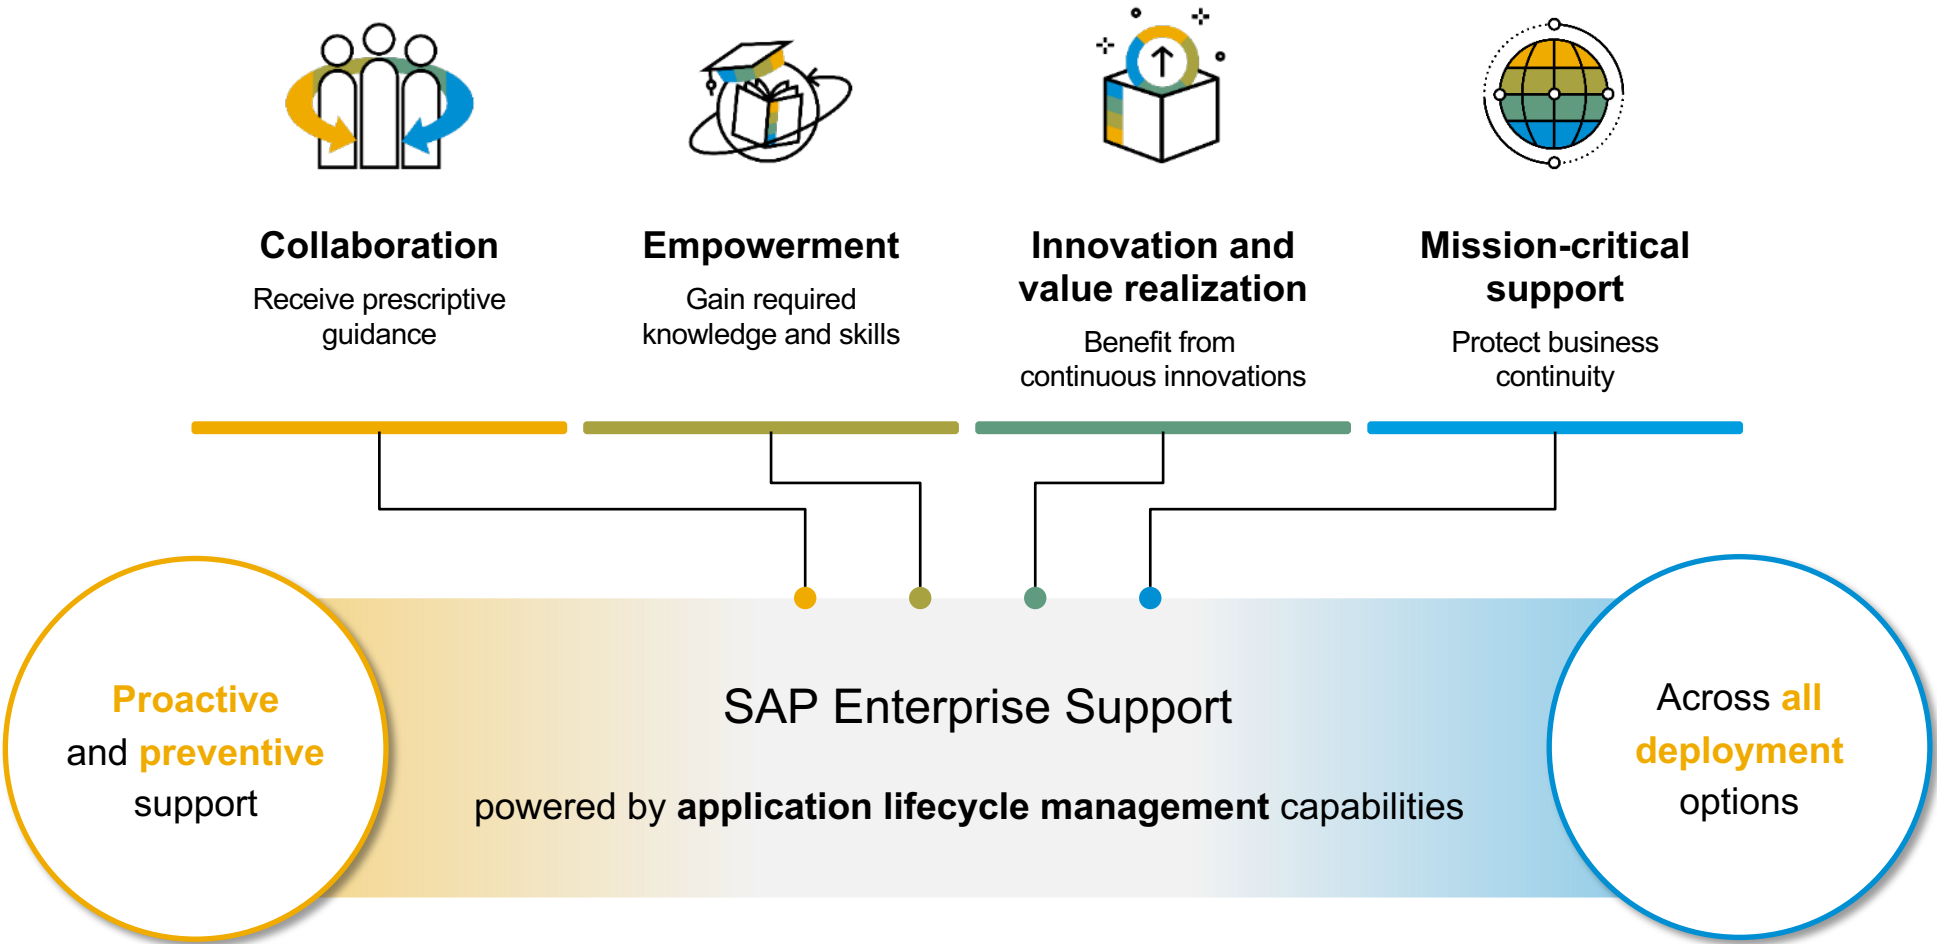 Collaboration
Receive prescriptive
guidance
Empowerment
Gain required
knowledge and skills
Innovation and
value realization
Benefit from
continuous innovations
Mission-critical
support
Protect business
continuity
Proactive
and preventive
support
SAP Enterprise Support
powered by application lifecycle management capabilities
Across all
deployment
options